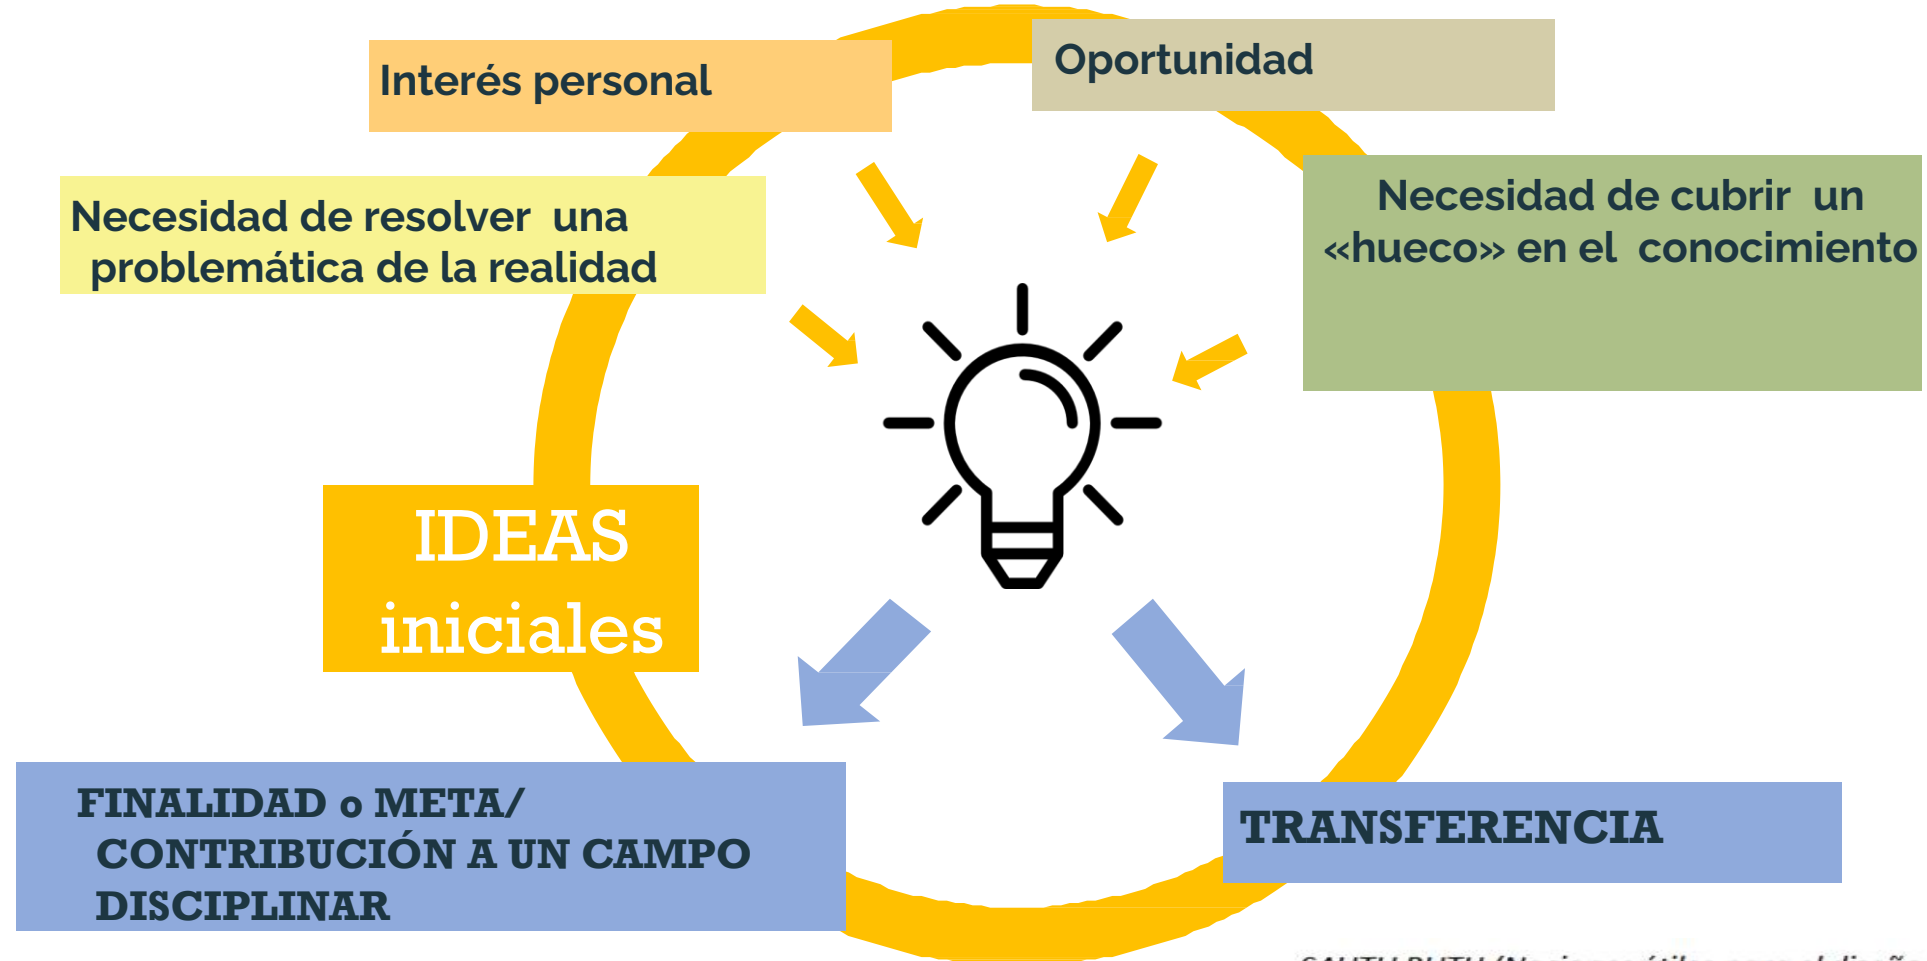 Interés personal
Oportunidad
Necesidad de resolver una
problemática de la realidad
Necesidad de cubrir un
«hueco» en el conocimiento
IDEAS
iniciales
FINALIDAD o META/
CONTRIBUCIÓN A UN CAMPO
DISCIPLINAR
TRANSFERENCIA